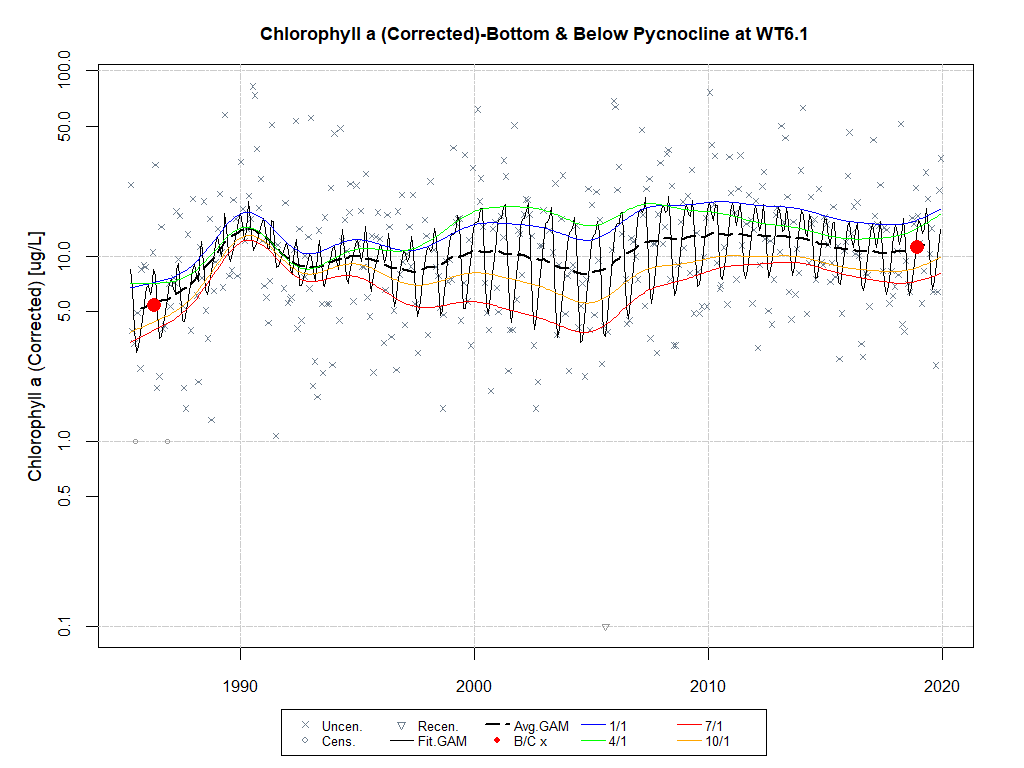 Chlorophyll a (Corrected)-Bottom & Below Pycnocline at WT6.1
Chlorophyll a (Corrected) [ug/L]
100.0
50.0
10.0
5.0
1.0
0.5
0.1
1990 2000 2010 2020
Uncen. Recen. Avg.GAM 1/1 7/1
Cens. Fit.GAM B/C x 4/1 10/1